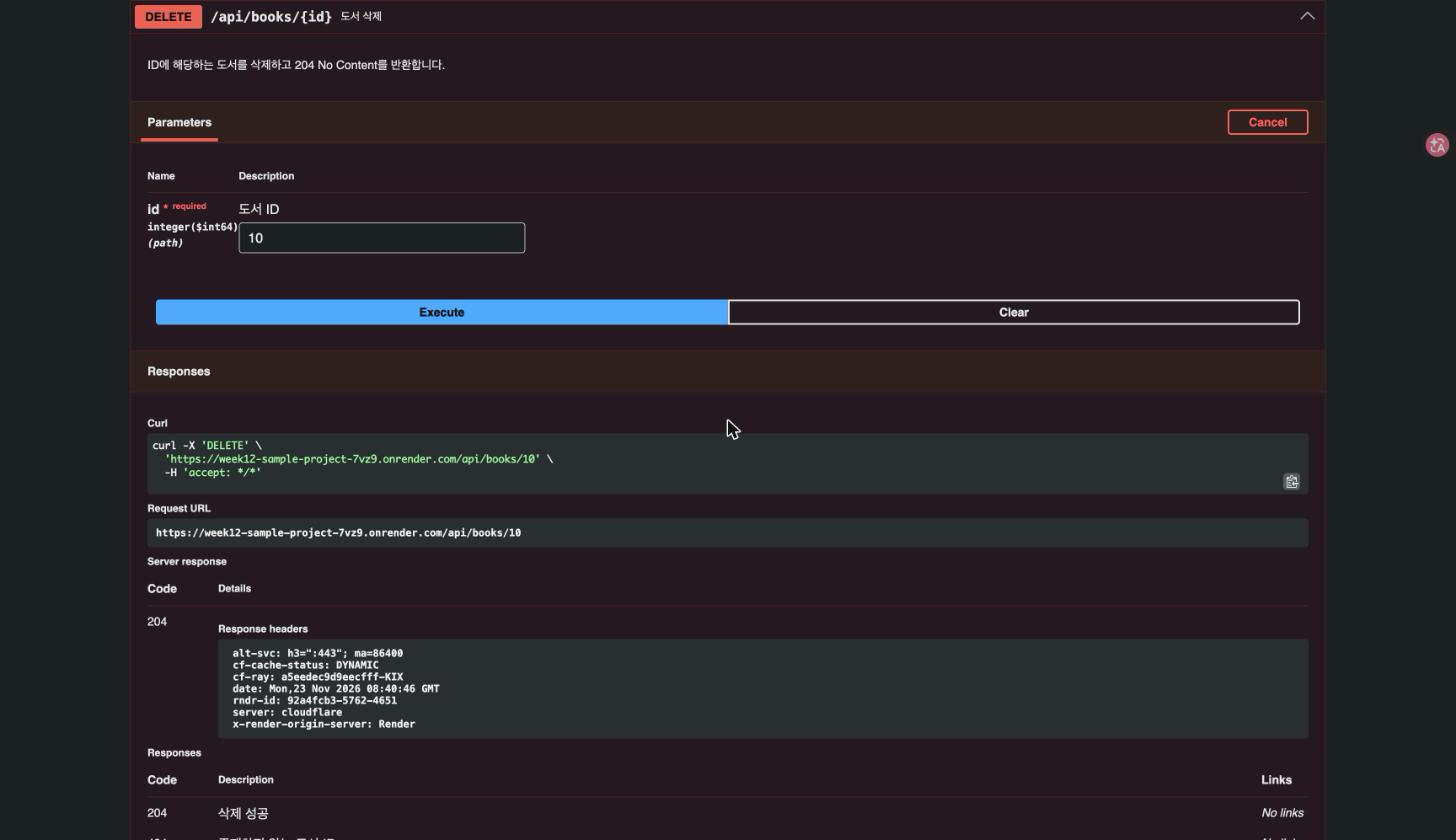 DELETE /api/books/{id} 도서 삭제
ID에 해당하는 도서를 삭제하고 204 No Content를 반환합니다.
Parameters
Cancel
Name Description
id * required 도서 ID
integer($int64)
(path)
10
Execute Clear
Responses
Curl
curl -X 'DELETE' \
'https://week12-sample-project-7vz9.onrender.com/api/books/10' \
-H 'accept: */*'
Request URL
https://week12-sample-project-7vz9.onrender.com/api/books/10
Server response
Code Details
204
Response headers
alt-svc: h3=":443"; ma=86400
cf-cache-status: DYNAMIC
cf-ray: a5eedec9d9eecfff-KIX
date: Mon,23 Nov 2026 08:40:46 GMT
rndr-id: 92a4fcb3-5762-4651
server: cloudflare
x-render-origin-server: Render
Responses
Code Description Links
204 삭제 성공 No links